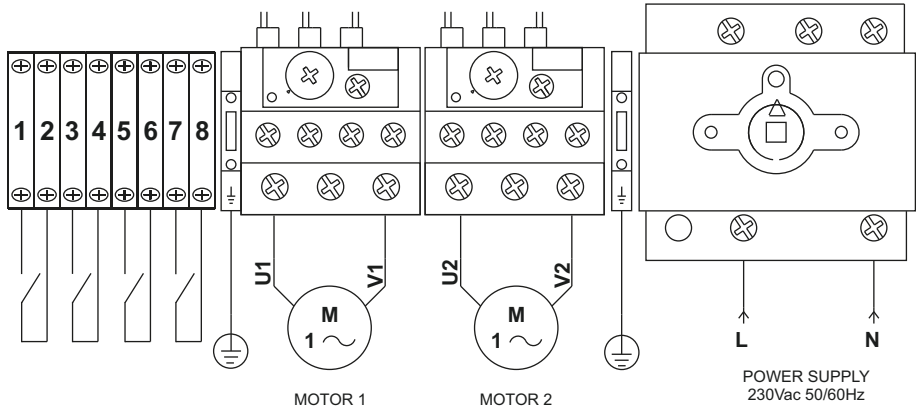 1 2 3 4 5 6 7 8
U1 V1 U2 V2
M M
1 1
L N
MOTOR 1 MOTOR 2
POWER SUPPLY
230Vac 50/60Hz